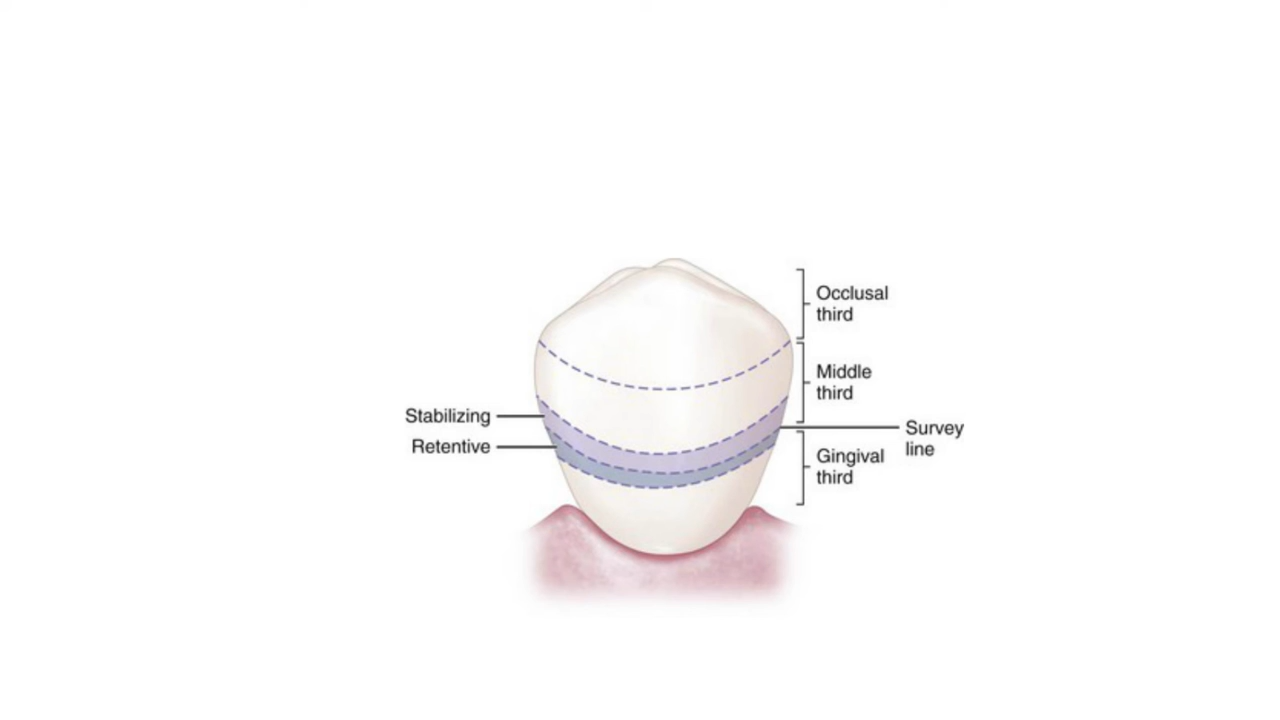 Occlusal
third
Middle
third
Stabilizing
Retentive
Survey
line
Gingival
third